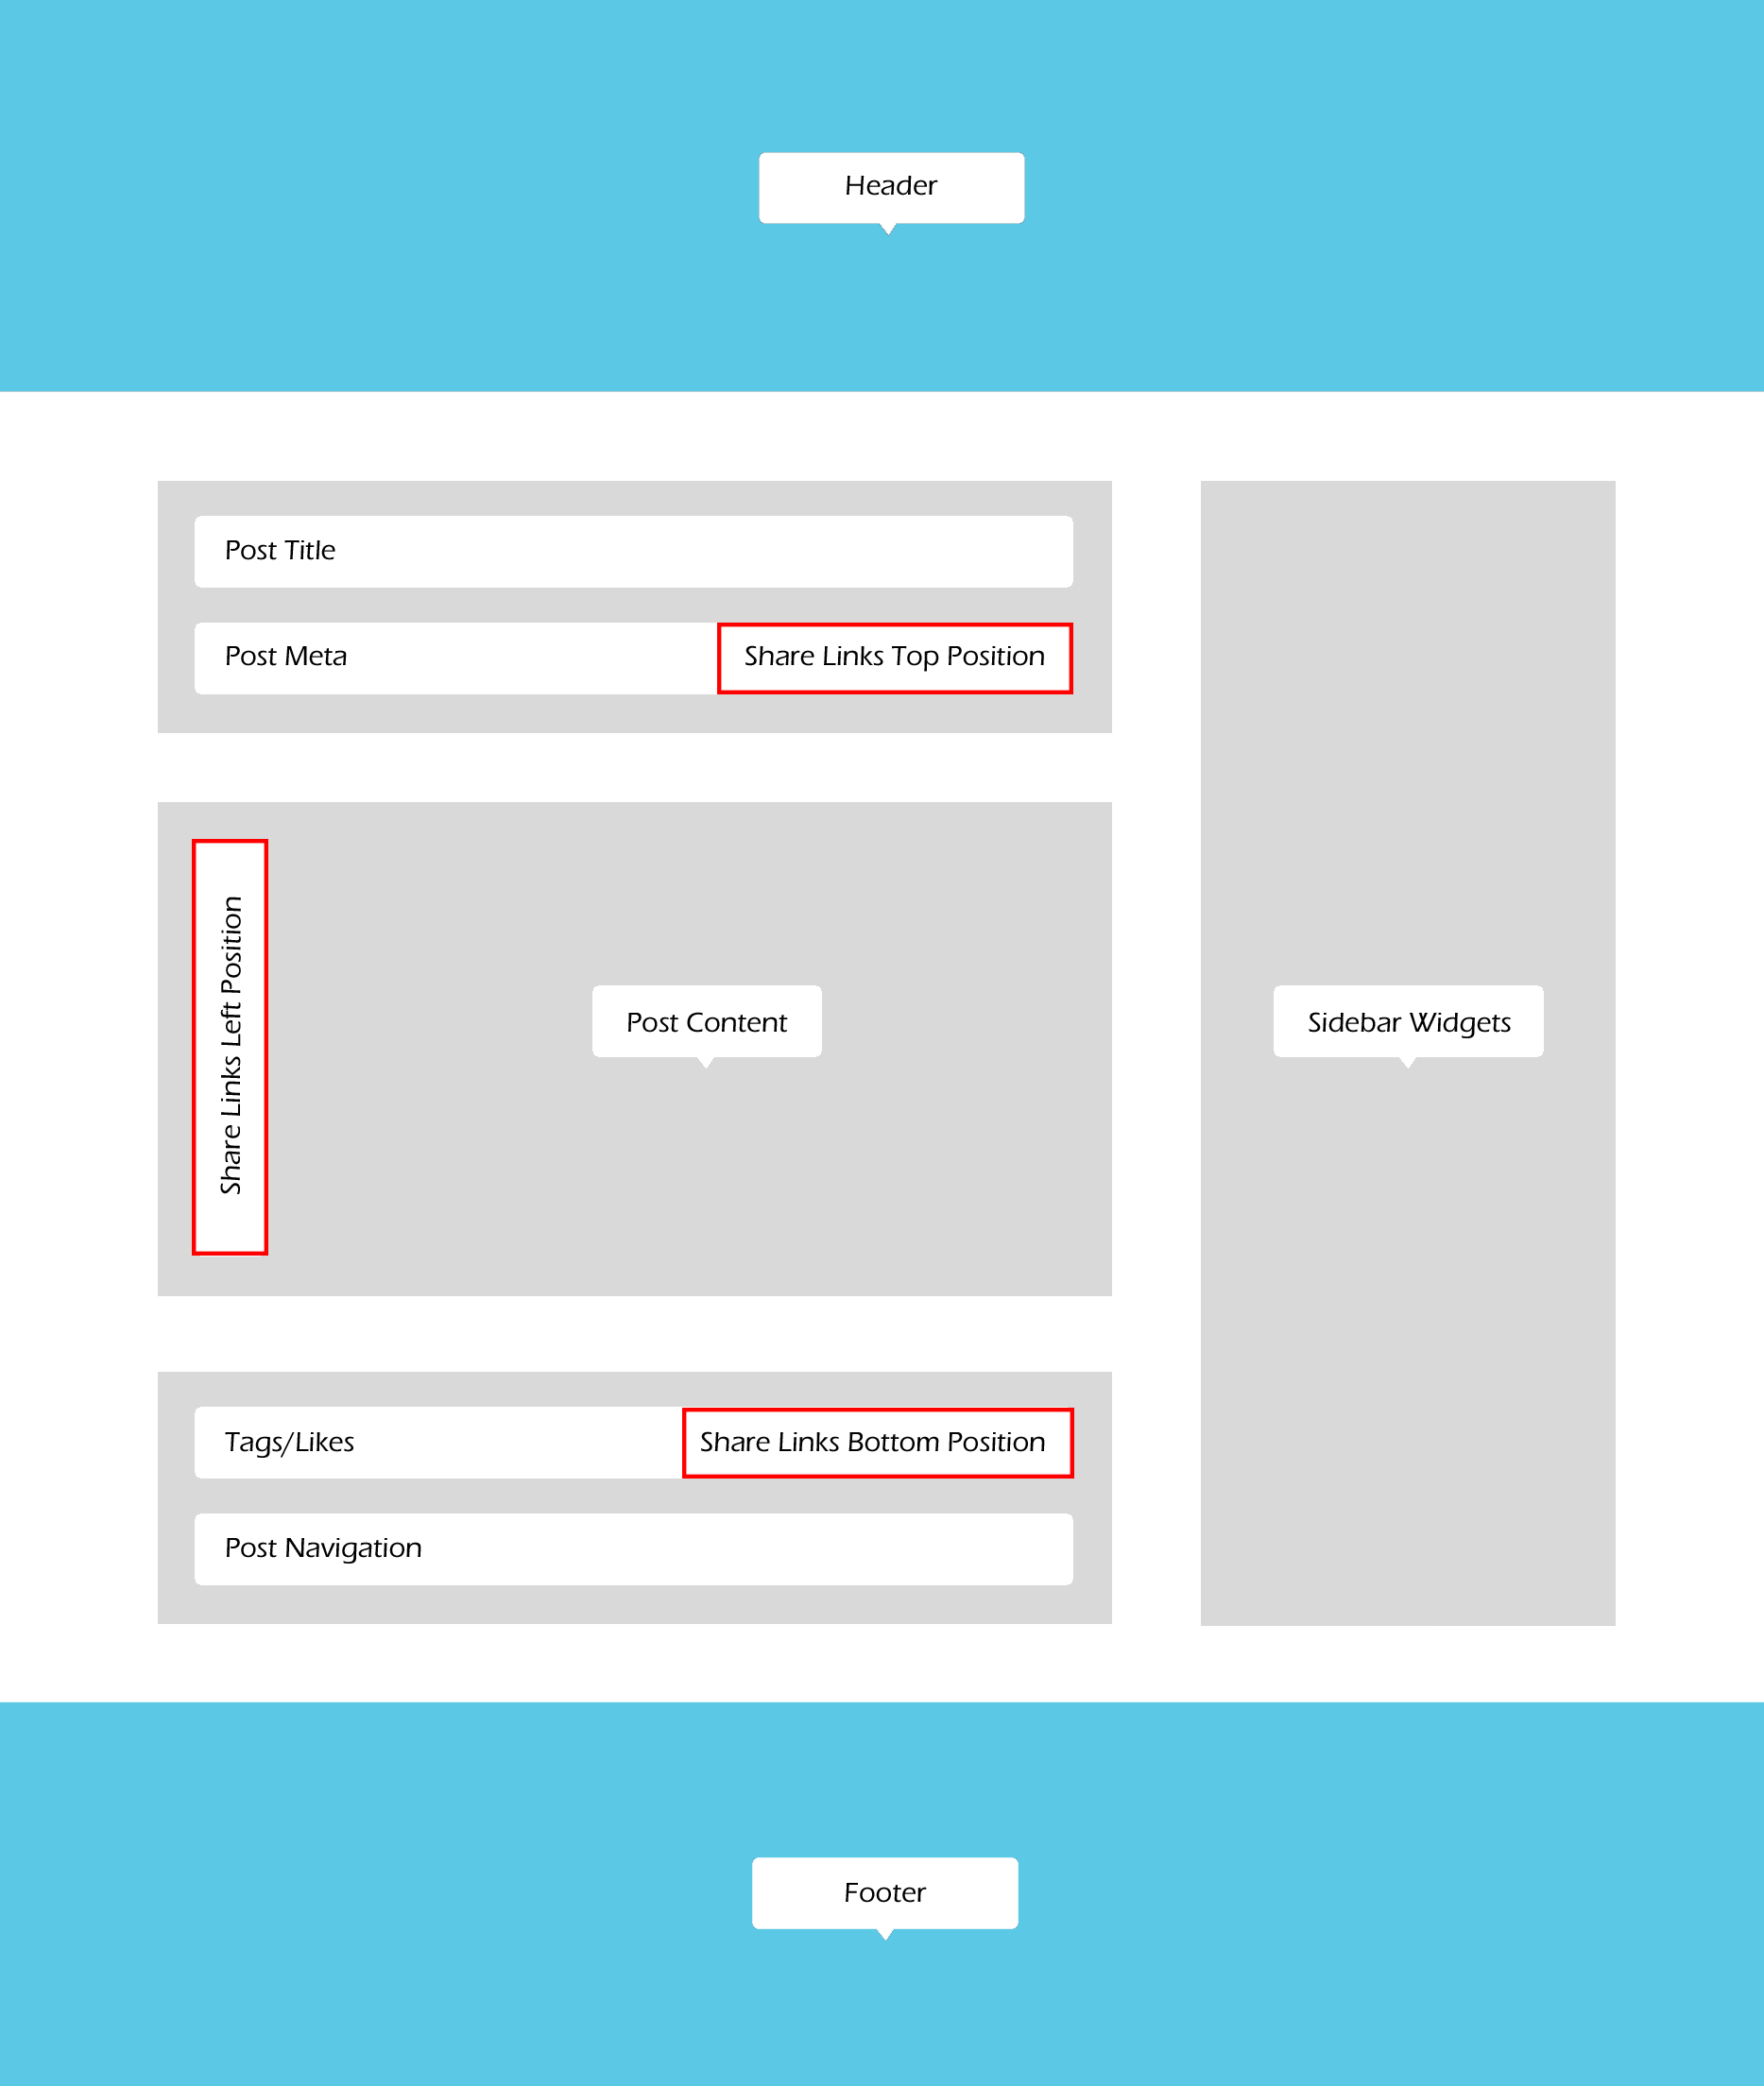 Header
Post Title
Post Meta
Share Links Top Position
Share Links Left Position
Post Content
Sidebar Widgets
Tags/Likes
Share Links Bottom Position
Post Navigation
Footer